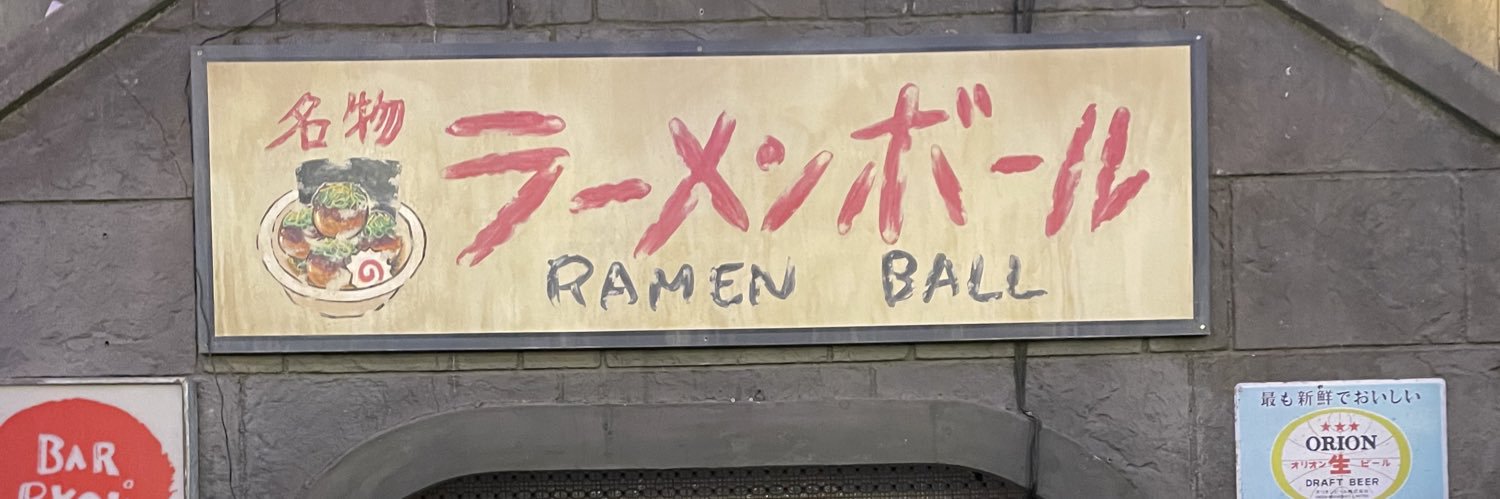 名物
ラーメンボール
RAMEN BALL
BAR
最も新鮮でおいしい
ORION
オリオン 生 ビール
DRAFT BEER